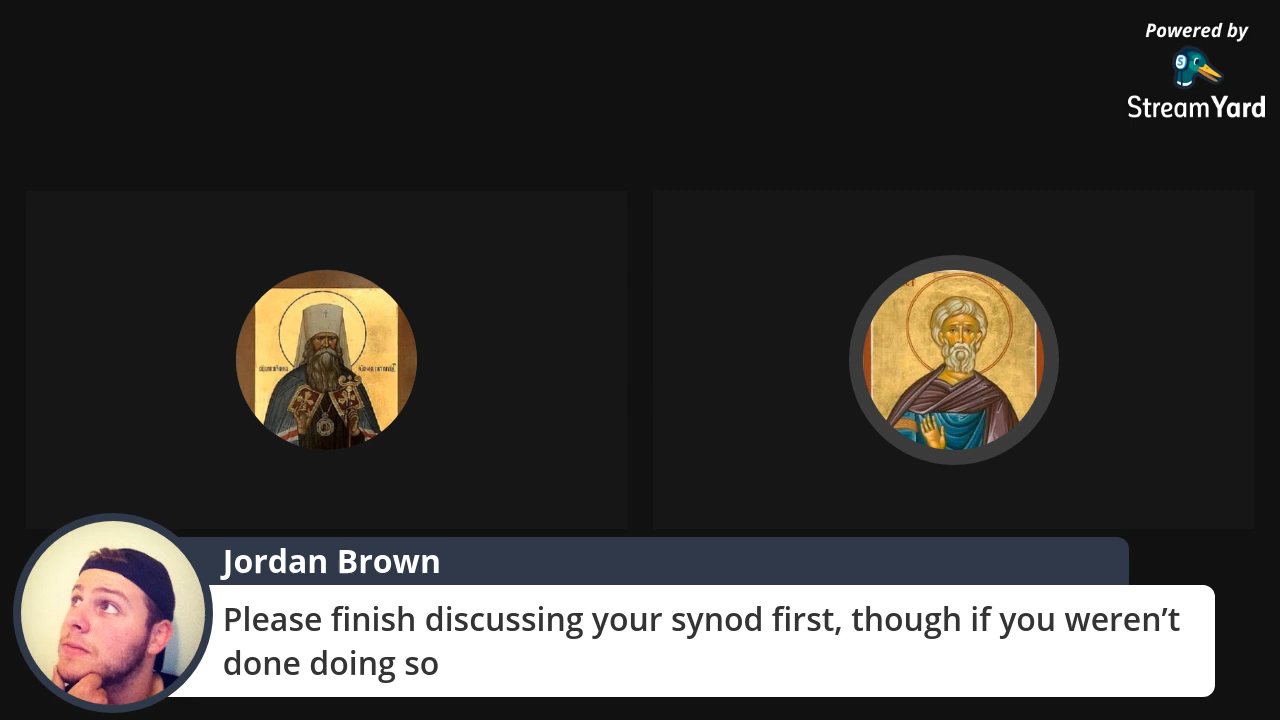 Powered by
StreamYard
Jordan Brown
Please finish discussing your synod first, though if you weren’t
done doing so